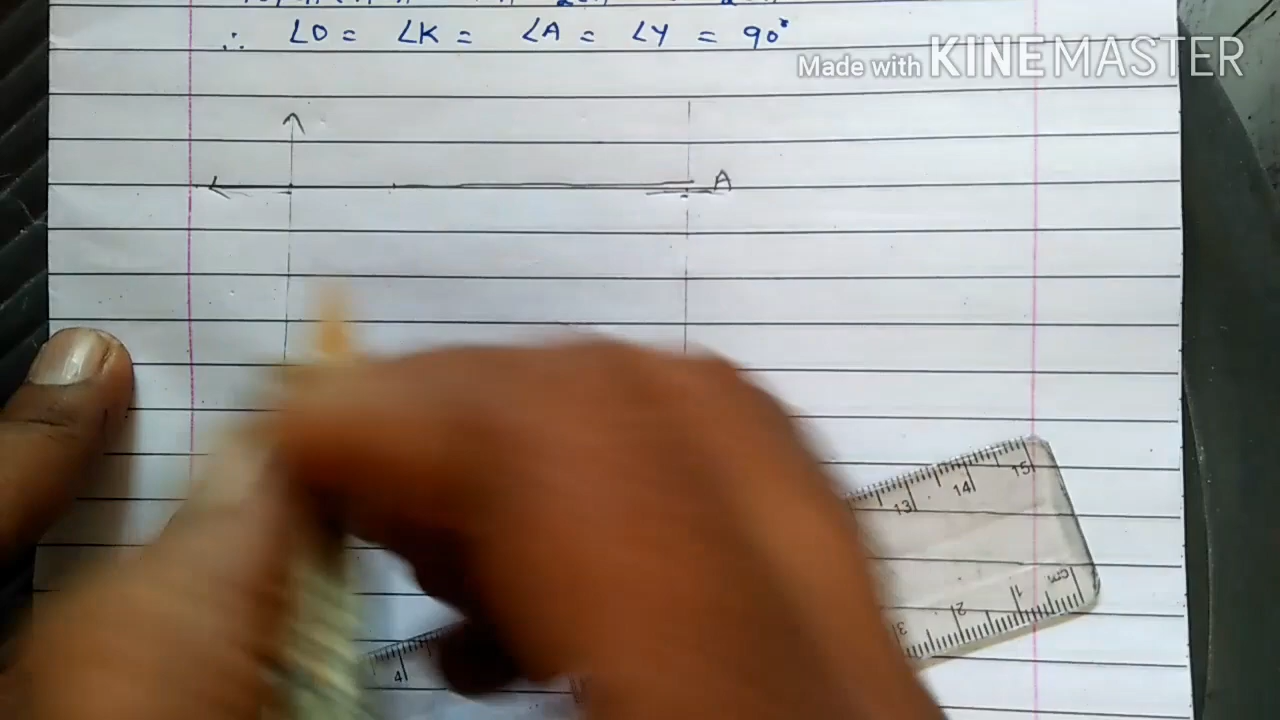 ∴ ∠O = ∠K = ∠A = ∠Y = 90°
Made with KINEMASTER
A
13 14 15
cm 1 2 3
4